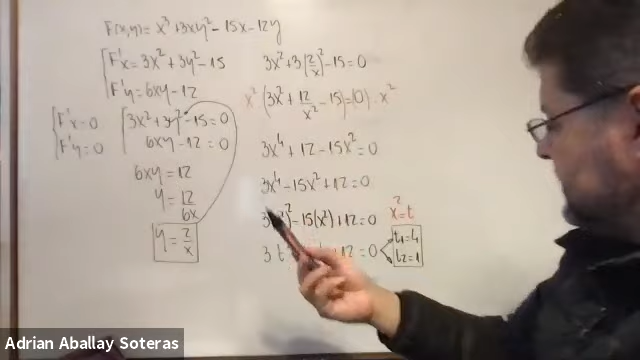 F(x,y) = x³ + 3xy² - 15x - 12y
F'x = 3x² + 3y² - 15
F'y = 6xy - 12
F'x = 0
F'y = 0
3x² + 3y² - 15 = 0
6xy - 12 = 0
6xy = 12
y = 12/6x
y = 2/x
3x² + 3(2/x)² - 15 = 0
x² (3x² + 12/x² - 15) = (0) · x²
3x⁴ + 12 - 15x² = 0
3x⁴ - 15x² + 12 = 0
)² - 15(x²) + 12 = 0
x² = t
3t
12 = 0
t₁ = 4
t₂ = 1
Adrian Aballay Soteras